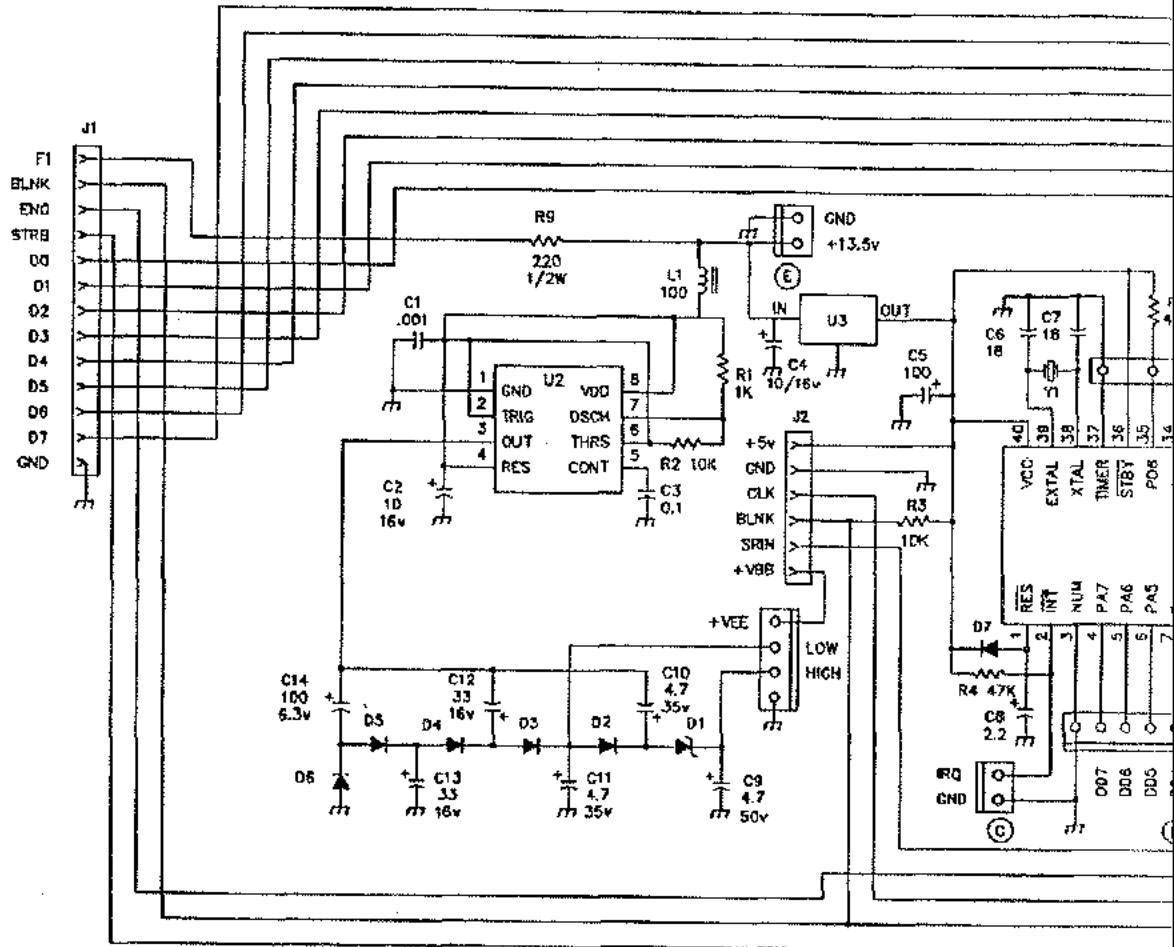 J1
F1
BLNK
ENO
STRB
D0
D1
D2
D3
D4
D5
D6
D7
GND
R9
220
1/2W
L1
100
GND
+13.5v
E
IN
U3
OUT
C4
10/16v
C1
.001
U2
1
2
3
4
GND
TRIG
OUT
RES
VDD
DSCH
THRS
CONT
8
7
6
5
R1
1K
R2 10K
C2
10
16v
C3
0.1
C5
100
C6
18
C7
18
Y1
J2
+5v
GND
CLK
BLNK
SRIN
+VBB
R3
10K
40
39
38
37
36
35
34
VCC
EXTAL
XTAL
TIMER
STBY
PD6
RES
INT
NUM
PA7
PA6
PA5
1
2
3
4
5
6
7
D7
R4 47K
C8
2.2
+VEE
LOW
HIGH
C14
100
6.3v
C12
33
16v
C10
4.7
35v
D5
D4
D3
D2
D1
D6
C13
33
16v
C11
4.7
35v
C9
4.7
50v
IRQ
GND
C
DD7
DD6
DD5